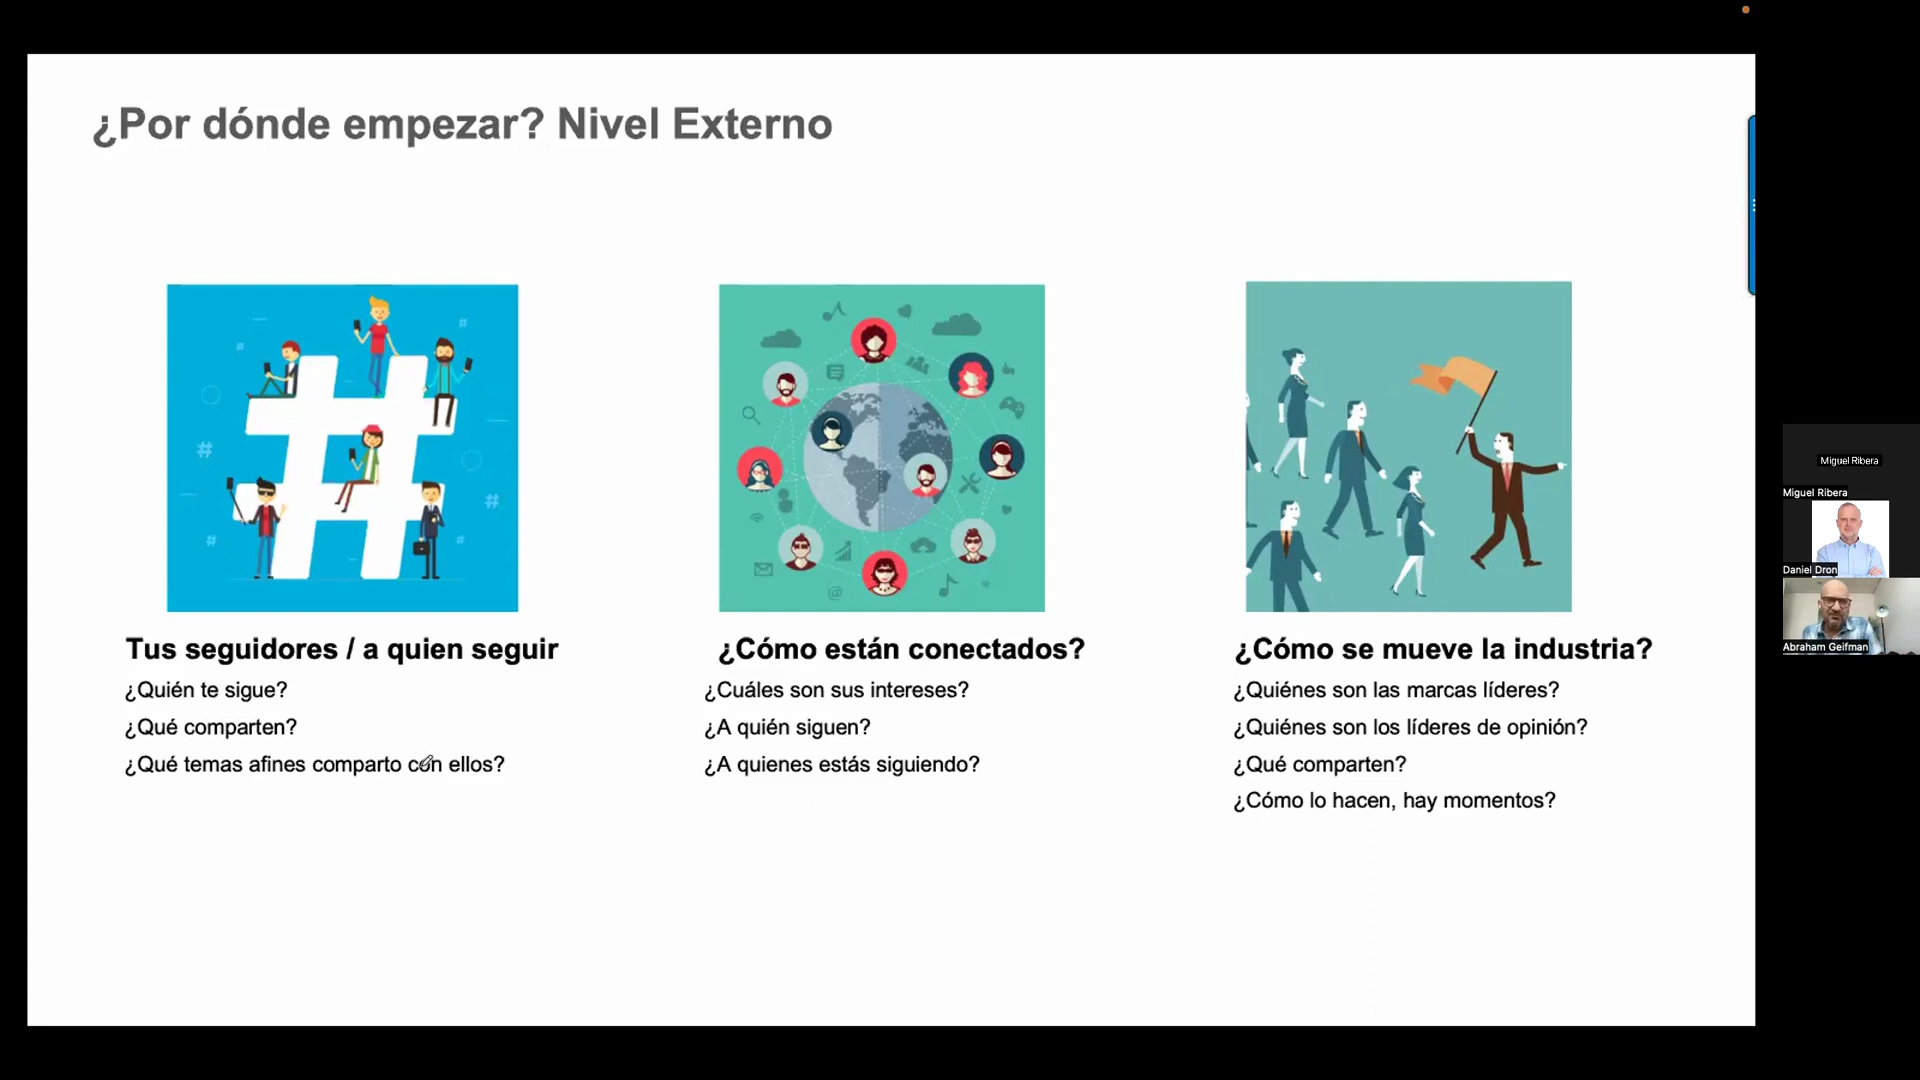 ¿Por dónde empezar? Nivel Externo
Tus seguidores / a quien seguir
¿Quién te sigue?
¿Qué comparten?
¿Qué temas afines comparto con ellos?
¿Cómo están conectados?
¿Cuáles son sus intereses?
¿A quién siguen?
¿A quienes estás siguiendo?
¿Cómo se mueve la industria?
¿Quiénes son las marcas líderes?
¿Quiénes son los líderes de opinión?
¿Qué comparten?
¿Cómo lo hacen, hay momentos?
Miguel Ribera
Miguel Ribera
Daniel Dron
Abraham Geifman